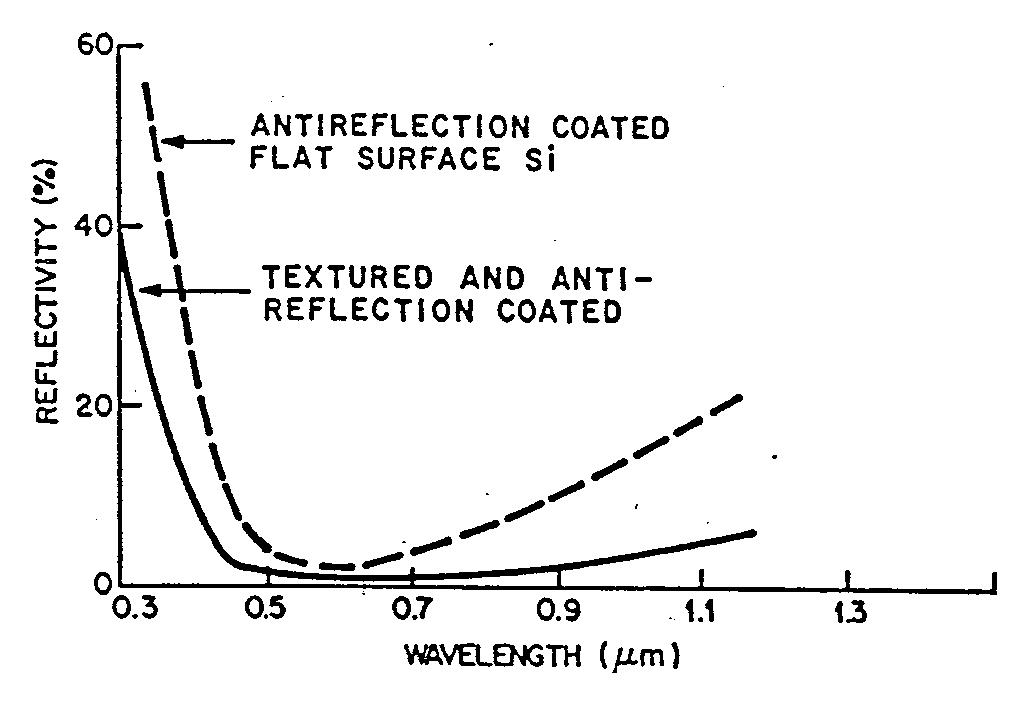 60
40
20
0
REFLECTIVITY (%)
ANTIREFLECTION COATED
FLAT SURFACE Si
TEXTURED AND ANTI-
REFLECTION COATED
0.3 0.5 0.7 0.9 1.1 1.3
WAVELENGTH (μm)